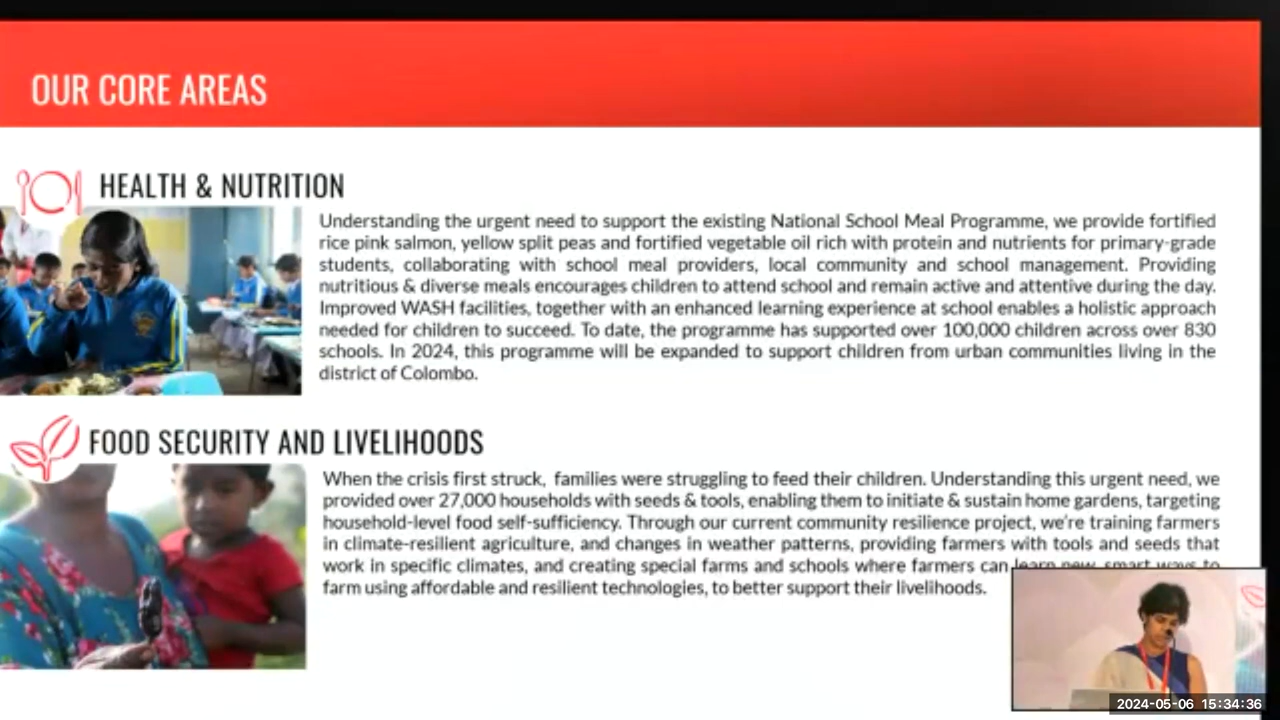 OUR CORE AREAS
HEALTH & NUTRITION
Understanding the urgent need to support the existing National School Meal Programme, we provide fortified
rice pink salmon, yellow split peas and fortified vegetable oil rich with protein and nutrients for primary-grade
students, collaborating with school meal providers, local community and school management. Providing
nutritious & diverse meals encourages children to attend school and remain active and attentive during the day.
Improved WASH facilities, together with an enhanced learning experience at school enables a holistic approach
needed for children to succeed. To date, the programme has supported over 100,000 children across over 830
schools. In 2024, this programme will be expanded to support children from urban communities living in the
district of Colombo.
FOOD SECURITY AND LIVELIHOODS
When the crisis first struck, families were struggling to feed their children. Understanding this urgent need, we
provided over 27,000 households with seeds & tools, enabling them to initiate & sustain home gardens, targeting
household-level food self-sufficiency. Through our current community resilience project, we're training farmers
in climate-resilient agriculture, and changes in weather patterns, providing farmers with tools and seeds that
work in specific climates, and creating special farms and schools where farmers can learn new, smart ways to
farm using affordable and resilient technologies, to better support their livelihoods.
2024-05-06 15:34:36